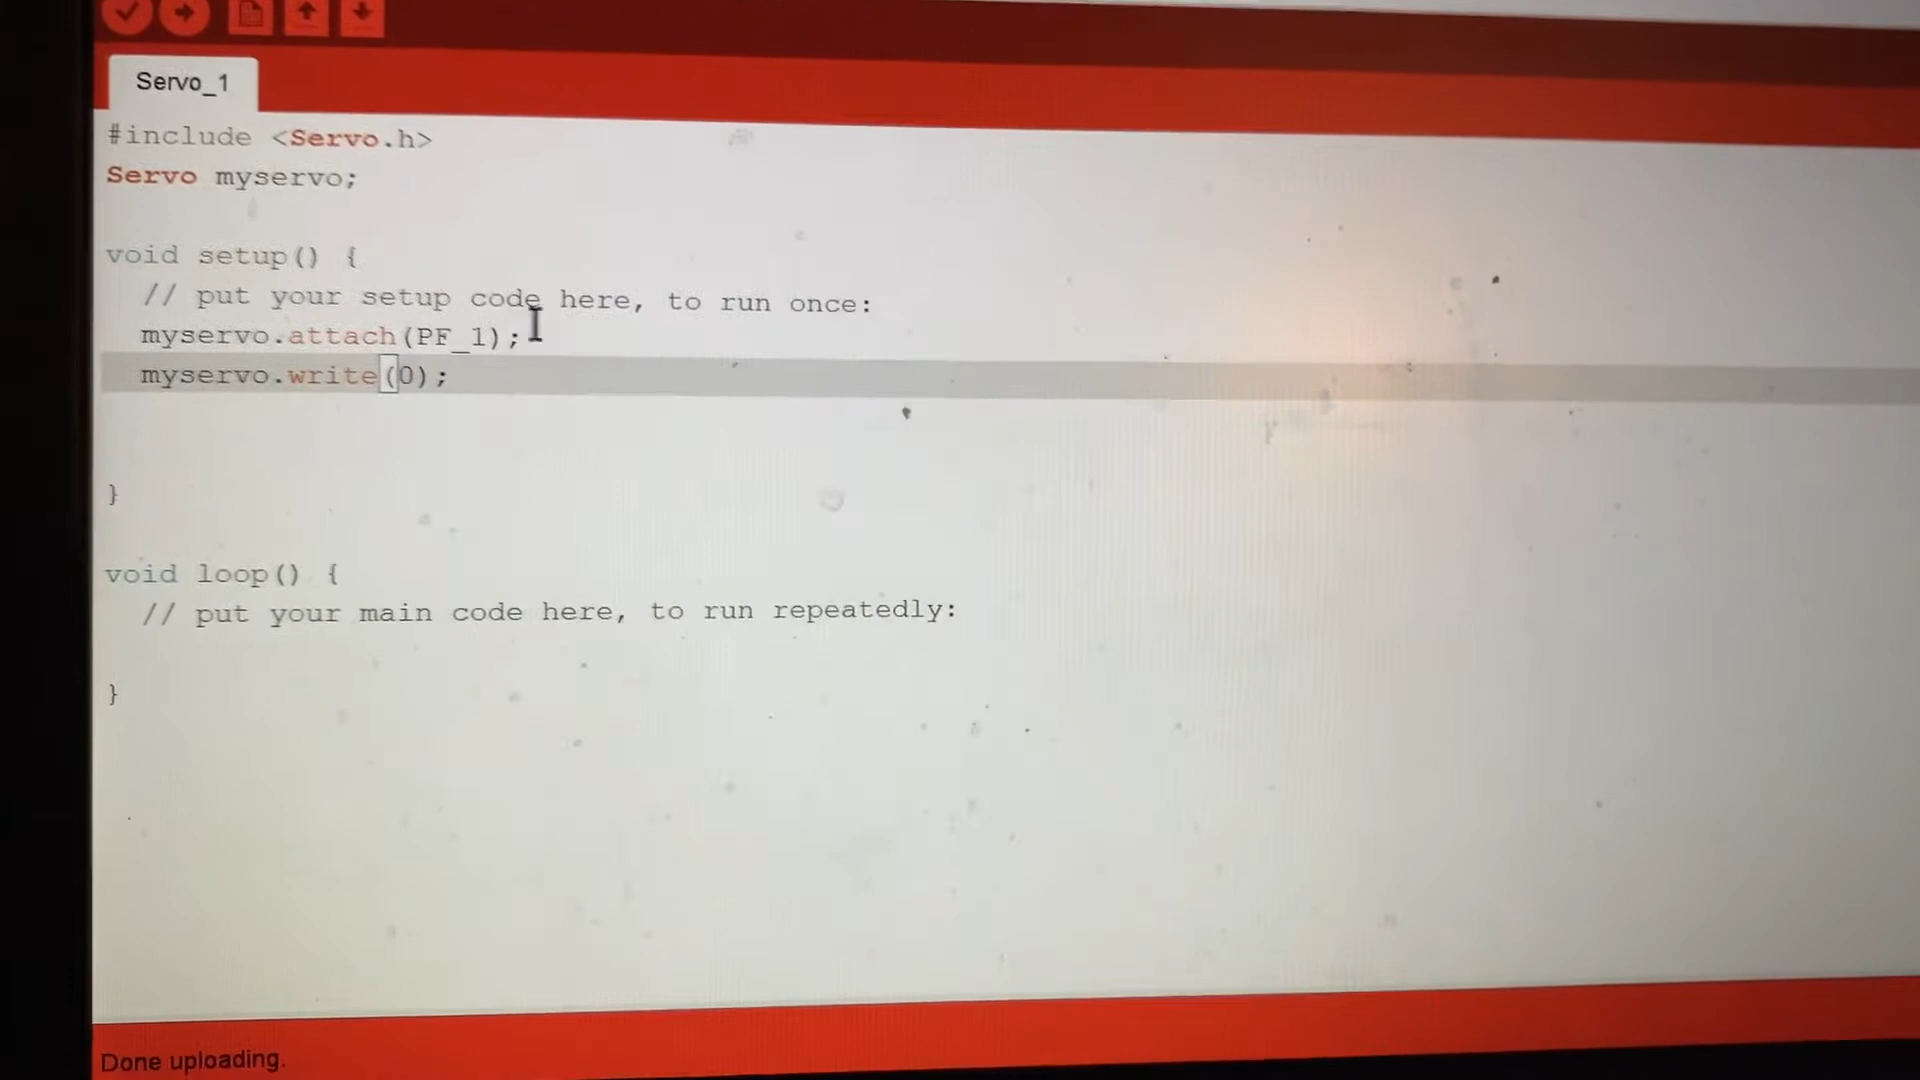 Servo_1
#include <Servo.h>
Servo myservo;
void setup() {
// put your setup code here, to run once:
myservo.attach(PF_1);
myservo.write(0);
}
void loop() {
// put your main code here, to run repeatedly:
}
Done uploading.